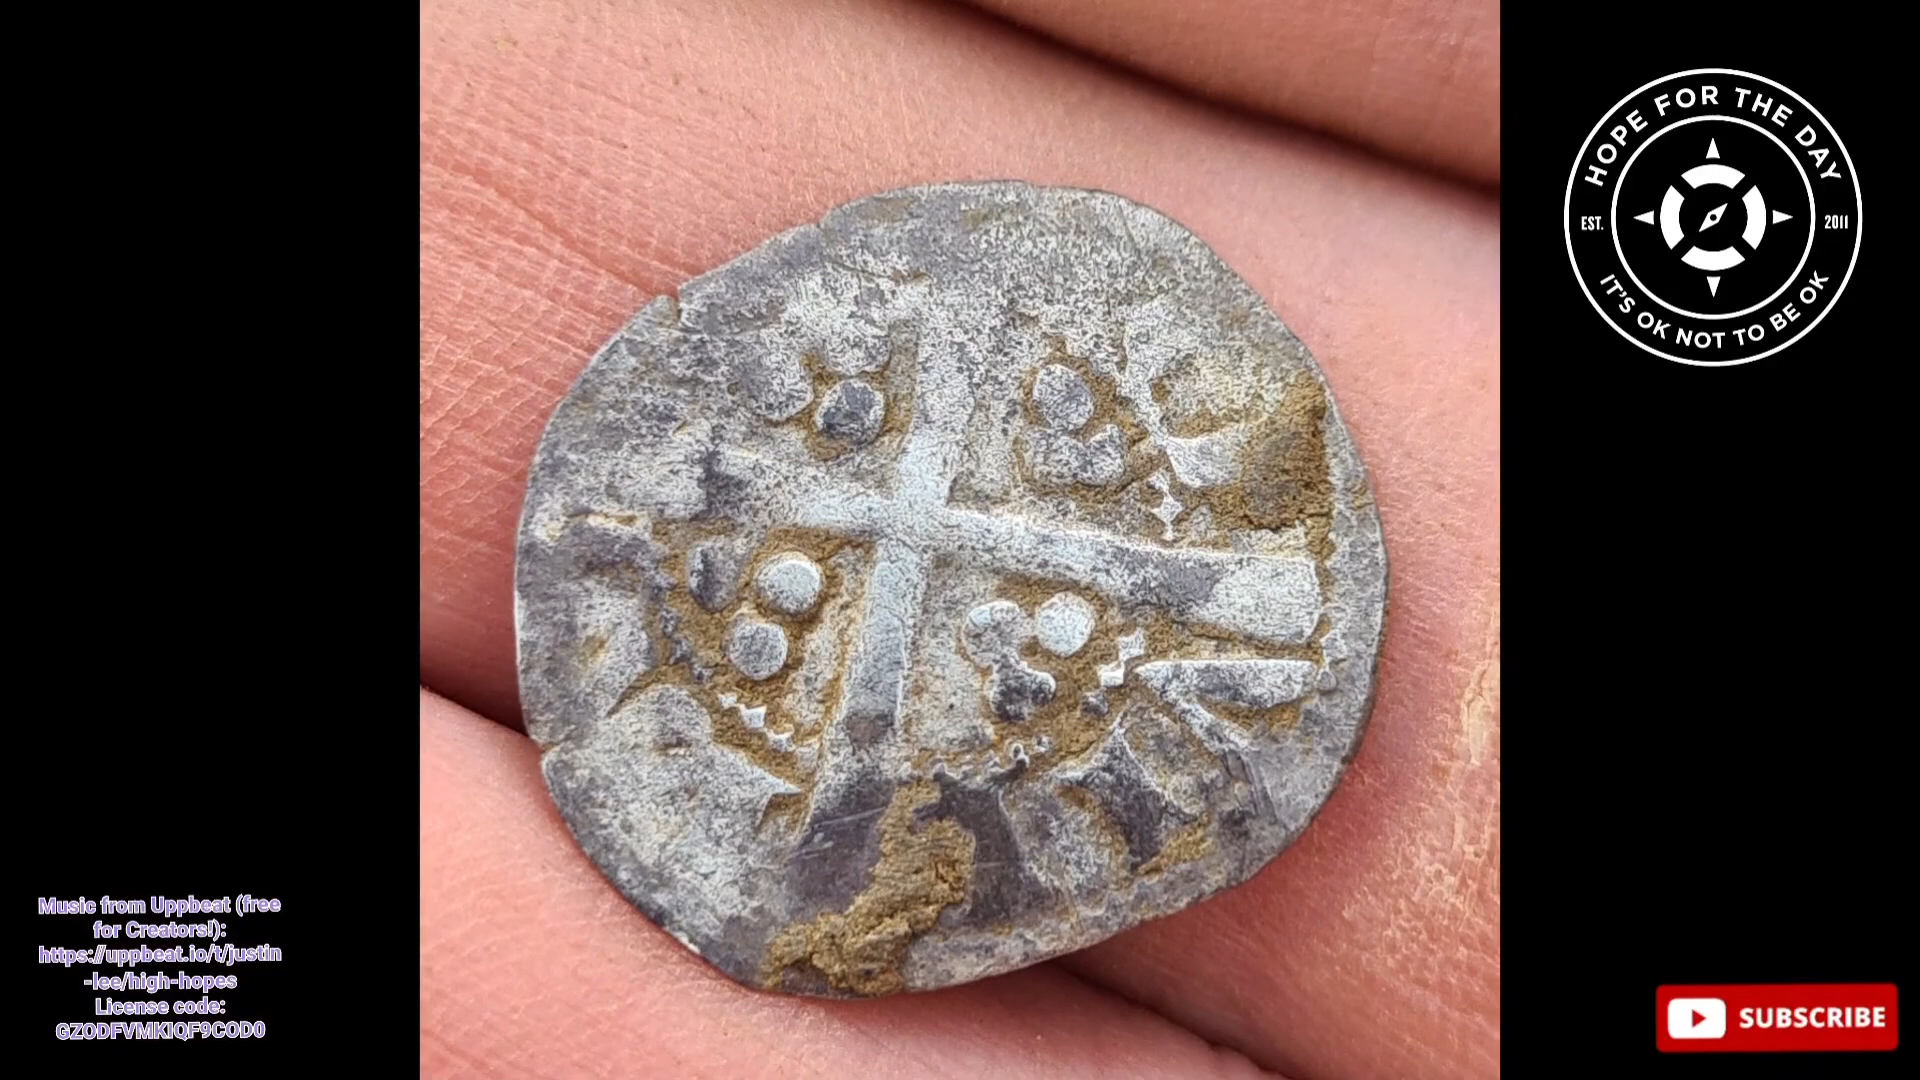 HOPE FOR THE DAY
EST. 2011
IT'S OK NOT TO BE OK
Music from Uppbeat (free
for Creators!):
https://uppbeat.io/t/justin
-lee/high-hopes
License code:
GZODFVMKIQF9COD0
SUBSCRIBE